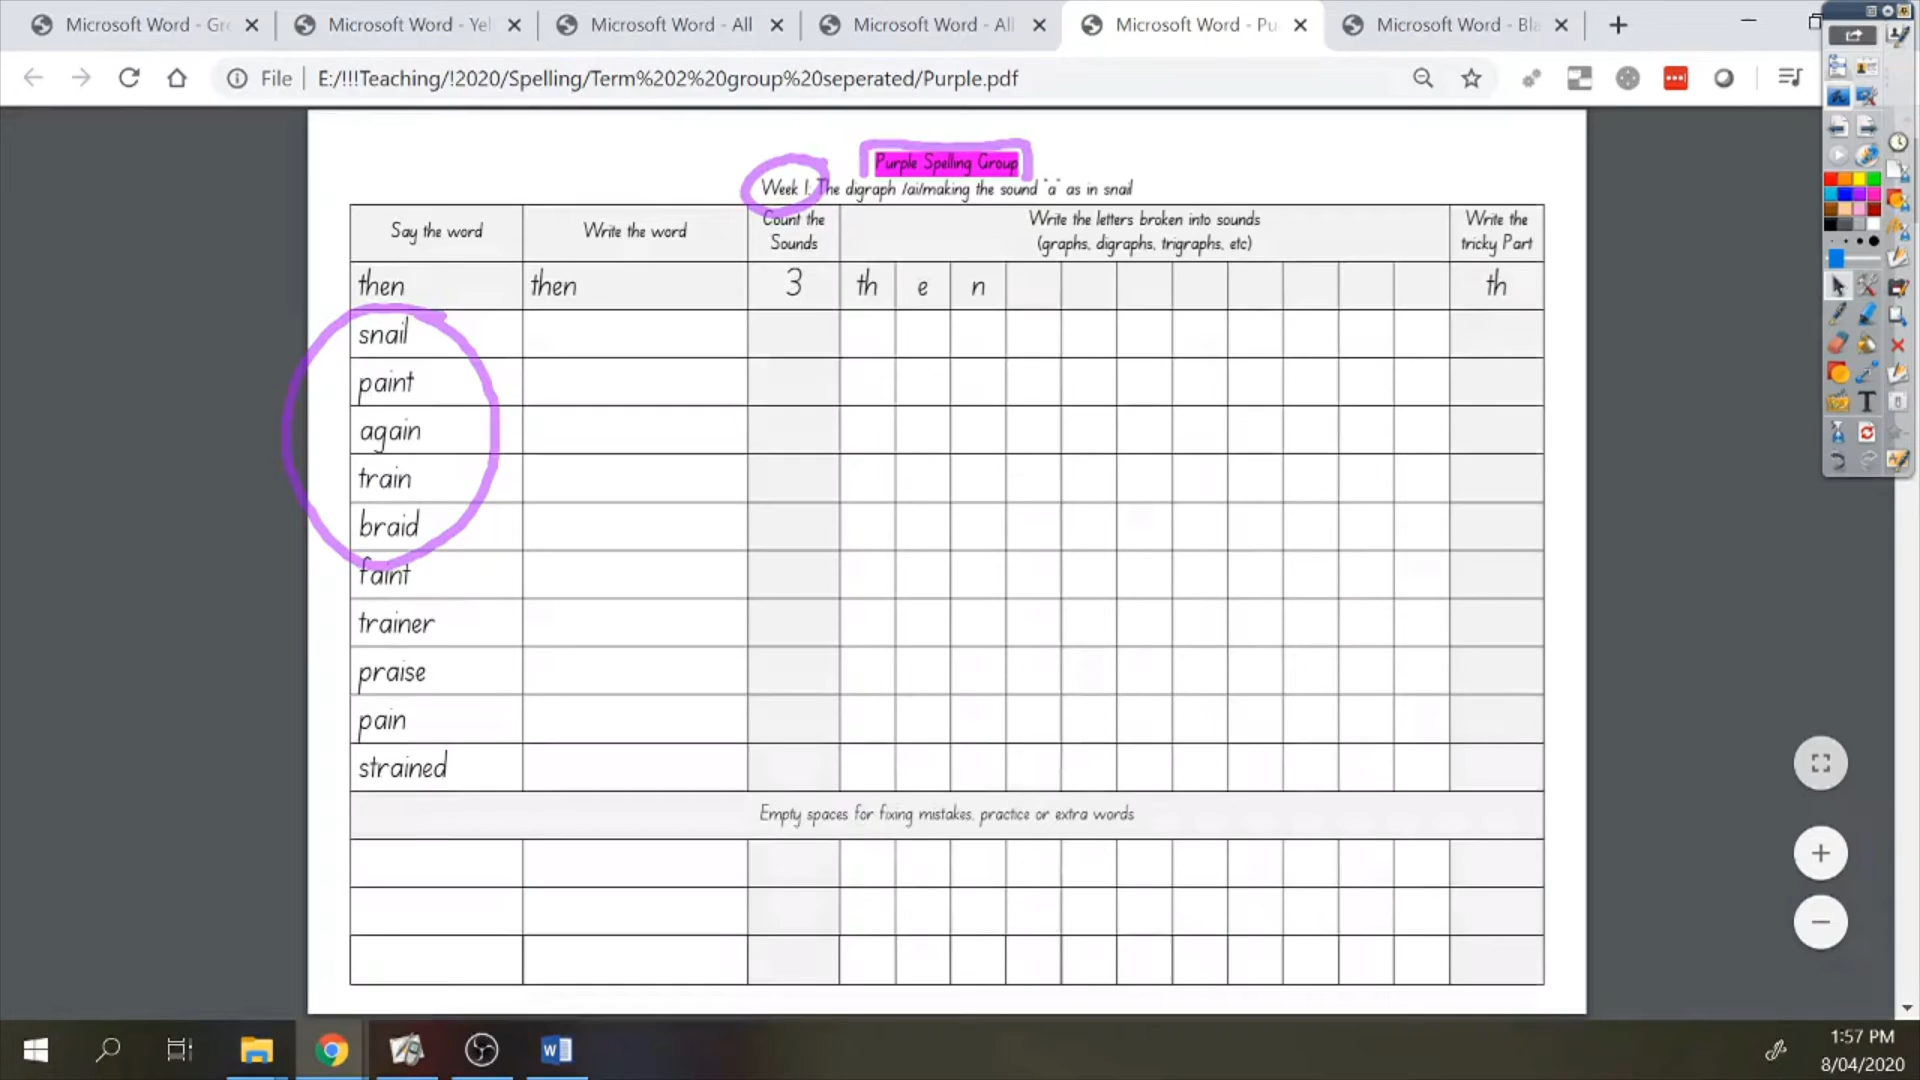 Microsoft Word - Gre
Microsoft Word - Yel
Microsoft Word - All
Microsoft Word - All
Microsoft Word - Pu
Microsoft Word - Bla
File
E:/!!!Teaching/!2020/Spelling/Term%202%20group%20seperated/Purple.pdf
Purple Spelling Group
Week 1: The digraph /ai/making the sound "a" as in snail
Say the word
Write the word
Count the Sounds
Write the letters broken into sounds
(graphs, digraphs, trigraphs, etc)
Write the tricky Part
then then 3 th e n th
snail
paint
again
train
braid
faint
trainer
praise
pain
strained
Empty spaces for fixing mistakes, practice or extra words
1:57 PM
8/04/2020